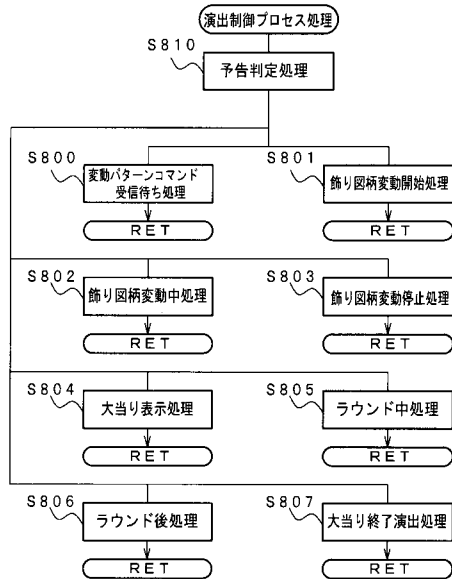 演出制御プロセス処理
S810
予告判定処理
S800
変動パターンコマンド
受信待ち処理
RET
S801
飾り図柄変動開始処理
RET
S802
飾り図柄変動中処理
RET
S803
飾り図柄変動停止処理
RET
S804
大当り表示処理
RET
S805
ラウンド中処理
RET
S806
ラウンド後処理
RET
S807
大当り終了演出処理
RET